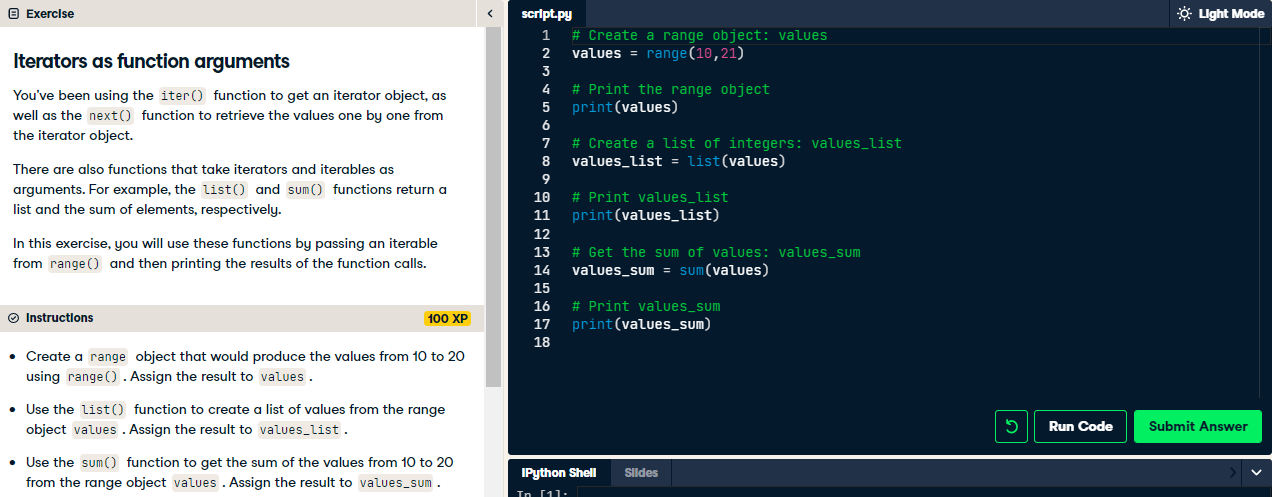 Exercise
Iterators as function arguments
You've been using the iter() function to get an iterator object, as
well as the next() function to retrieve the values one by one from
the iterator object.
There are also functions that take iterators and iterables as
arguments. For example, the list() and sum() functions return a
list and the sum of elements, respectively.
In this exercise, you will use these functions by passing an iterable
from range() and then printing the results of the function calls.
Instructions 100 XP
• Create a range object that would produce the values from 10 to 20
using range(). Assign the result to values.
• Use the list() function to create a list of values from the range
object values. Assign the result to values_list.
• Use the sum() function to get the sum of the values from 10 to 20
from the range object values. Assign the result to values_sum.
script.py Light Mode
1 # Create a range object: values
2 values = range(10,21)
3
4 # Print the range object
5 print(values)
6
7 # Create a list of integers: values_list
8 values_list = list(values)
9
10 # Print values_list
11 print(values_list)
12
13 # Get the sum of values: values_sum
14 values_sum = sum(values)
15
16 # Print values_sum
17 print(values_sum)
18
Run Code Submit Answer
IPython Shell Slides
In [1]: